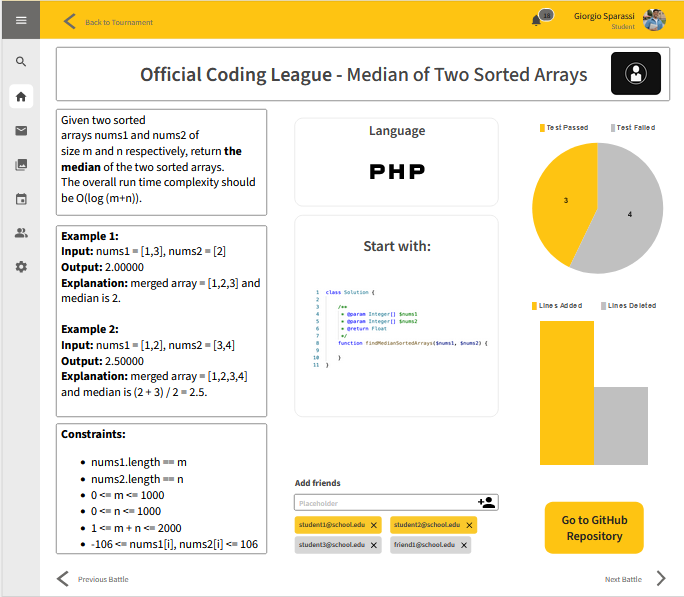 Back to Tournament
18
Giorgio Sparassi
Student
Official Coding League - Median of Two Sorted Arrays
Given two sorted
arrays nums1 and nums2 of
size m and n respectively, return the
median of the two sorted arrays.
The overall run time complexity should
be O(log (m+n)).
Example 1:
Input: nums1 = [1,3], nums2 = [2]
Output: 2.00000
Explanation: merged array = [1,2,3] and
median is 2.
Example 2:
Input: nums1 = [1,2], nums2 = [3,4]
Output: 2.50000
Explanation: merged array = [1,2,3,4]
and median is (2 + 3) / 2 = 2.5.
Constraints:
• nums1.length == m
• nums2.length == n
• 0 <= m <= 1000
• 0 <= n <= 1000
• 1 <= m + n <= 2000
• -106 <= nums1[i], nums2[i] <= 106
Language
PHP
Start with:
1 class Solution {
2
3 /**
4 * @param Integer[] $nums1
5 * @param Integer[] $nums2
6 * @return Float
7 */
8 function findMedianSortedArrays($nums1, $nums2) {
9
10 }
11 }
Add friends
Placeholder
student1@school.edu
student2@school.edu
student3@school.edu
friend1@school.edu
Test Passed
Test Failed
3
4
Lines Added
Lines Deleted
Go to GitHub
Repository
Previous Battle
Next Battle